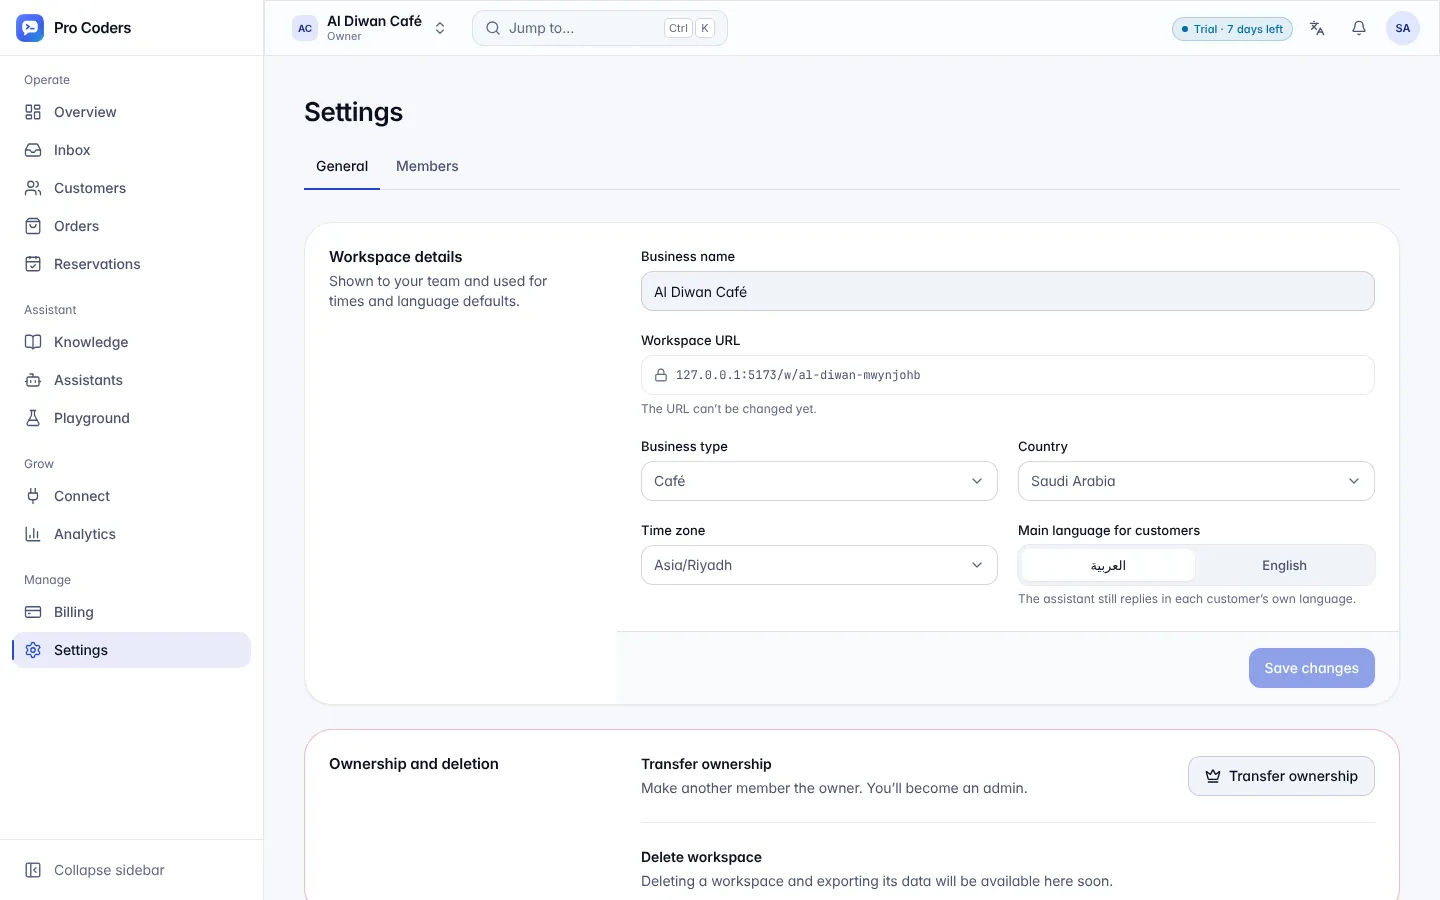 Pro Coders
AC
Al Diwan Café
Owner
Jump to...
Ctrl K
Trial · 7 days left
SA
Operate
Overview
Inbox
Customers
Orders
Reservations
Assistant
Knowledge
Assistants
Playground
Grow
Connect
Analytics
Manage
Billing
Settings
Collapse sidebar
Settings
General
Members
Workspace details
Shown to your team and used for
times and language defaults.
Business name
Al Diwan Café
Workspace URL
127.0.0.1:5173/w/al-diwan-mwynjohb
The URL can’t be changed yet.
Business type
Country
Café
Saudi Arabia
Time zone
Main language for customers
Asia/Riyadh
العربية
English
The assistant still replies in each customer’s own language.
Save changes
Ownership and deletion
Transfer ownership
Make another member the owner. You’ll become an admin.
Transfer ownership
Delete workspace
Deleting a workspace and exporting its data will be available here soon.